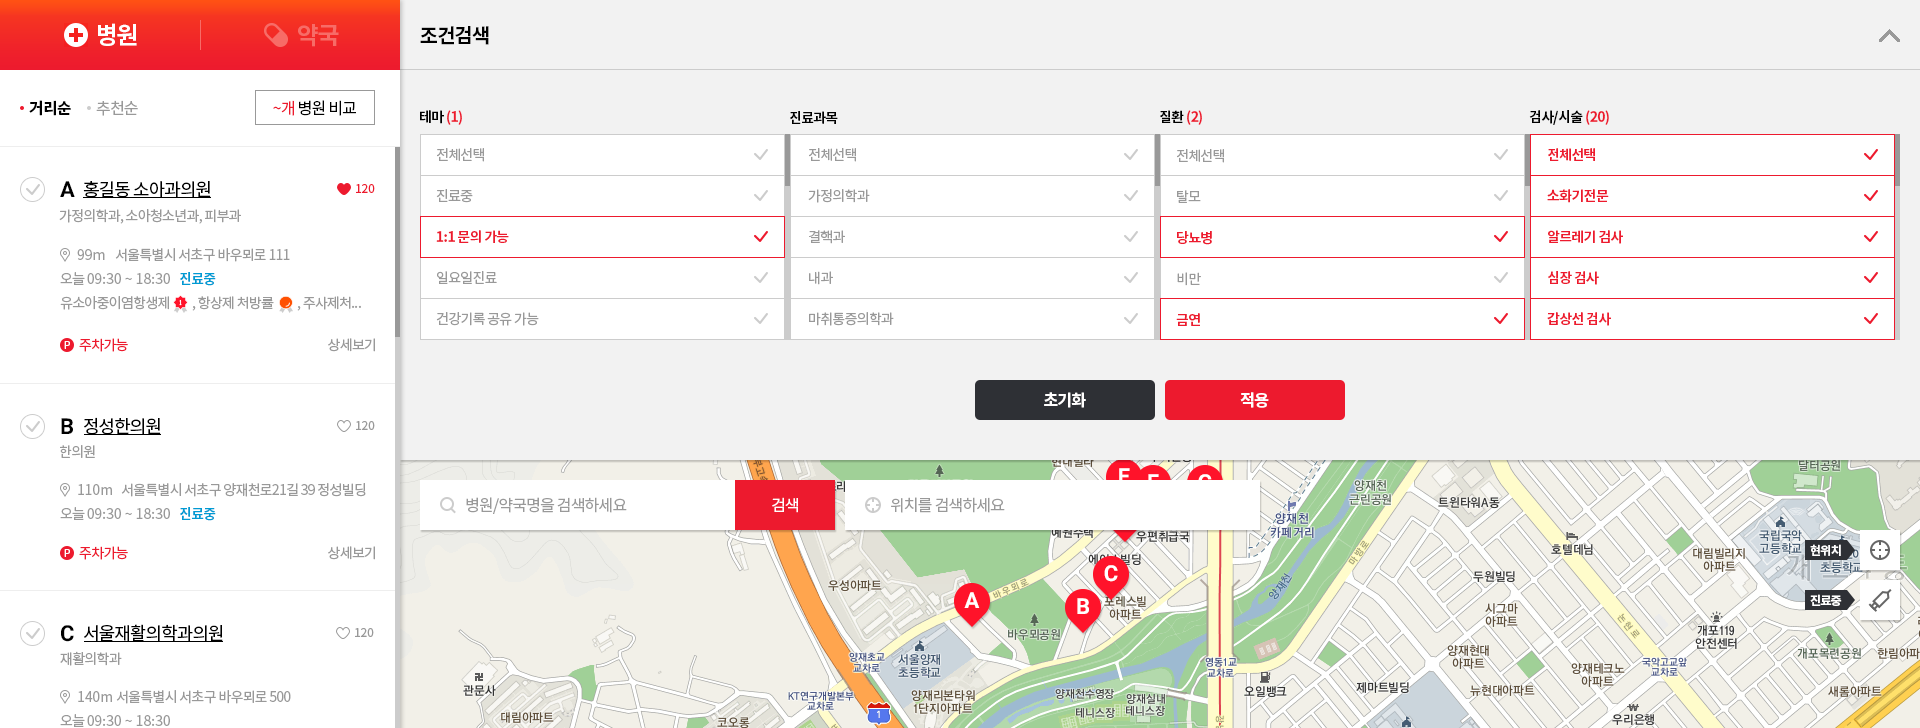 병원
약국
거리순
추천순
~개 병원 비교
A 홍길동 소아과의원
120
가정의학과, 소아청소년과, 피부과
99m 서울특별시 서초구 바우뫼로 111
오늘 09:30 ~ 18:30 진료중
유소아중이염항생제 1 , 항상제 처방률 , 주사제처...
P 주차가능
상세보기
B 정성한의원
120
한의원
110m 서울특별시 서초구 양재천로21길 39 정성빌딩
오늘 09:30 ~ 18:30 진료중
P 주차가능
상세보기
C 서울재활의학과의원
120
재활의학과
140m 서울특별시 서초구 바우뫼로 500
오늘 09:30 ~ 18:30
조건검색
테마 (1)
전체선택
진료중
1:1 문의 가능
일요일진료
건강기록 공유 가능
진료과목
전체선택
가정의학과
결핵과
내과
마취통증의학과
질환 (2)
전체선택
탈모
당뇨병
비만
금연
검사/시술 (20)
전체선택
소화기전문
알르레기 검사
심장 검사
갑상선 검사
초기화
적용
병원/약국명을 검색하세요
검색
위치를 검색하세요
현대빌라
예원주택
우편취급국
에이스빌딩
C
A
B
포레스빌
아파트
바우뫼로
바우뫼공원
우성아파트
양재초교
교차로
서울양재
초등학교
관문사
대림아파트
코오롱
KT연구개발본부
교차로
1
양재리본타워
1단지아파트
양재천수영장
테니스장
양재실내
테니스장
영동1교
교차로
오일뱅크
제마트빌딩
양재천
근린공원
양재천
카페거리
양재천
마방로
트윈타워A동
호텔데님
두원빌딩
시그마
아파트
양재현대
아파트
뉴현대아파트
양재테크노
아파트
우리은행
논현로
국악고교앞
교차로
개포119
안전센터
대림빌리지
아파트
국립국악
고등학교
초등학교
달터공원
개포목련공원
한림아파
새롬아파트
현위치
진료중